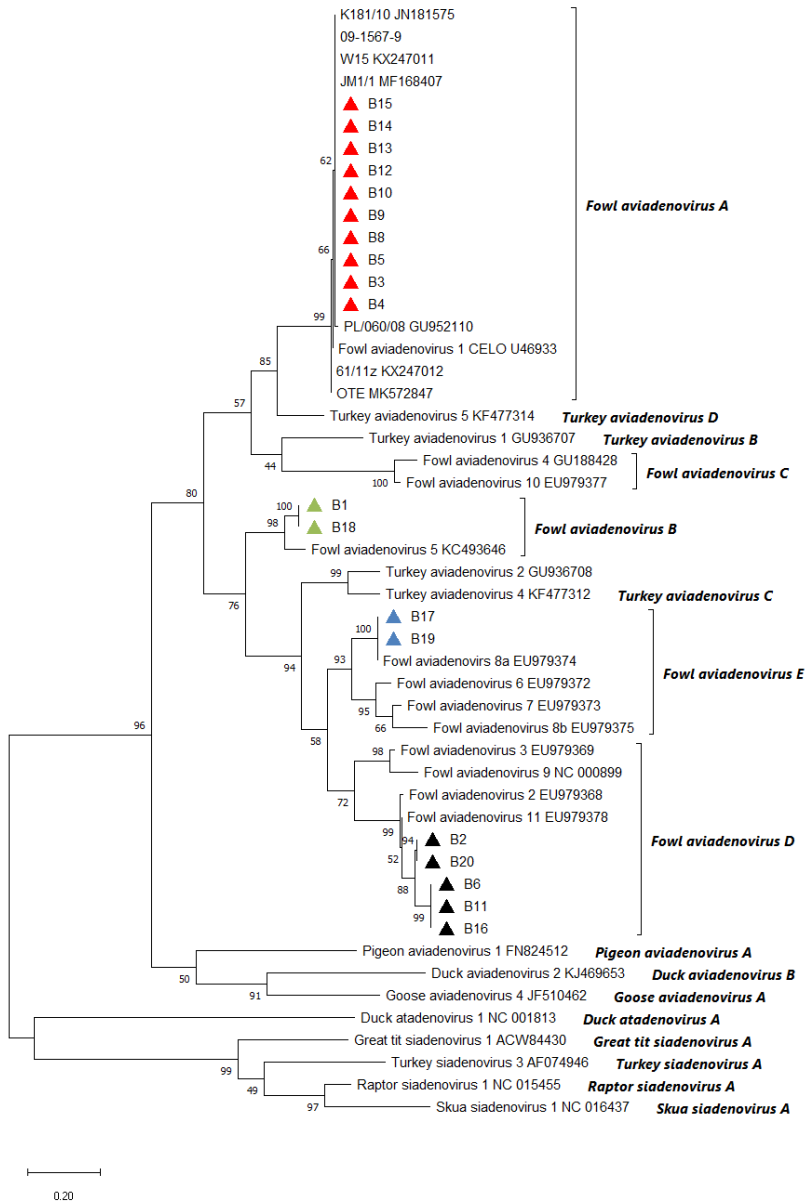 K181/10 JN181575
09-1567-9
W15 KX247011
JM1/1 MF168407
B15
B14
B13
62
B12
B10
Fowl aviadenovirus A
B9
B8
66
B5
B3
B4
99
PL/060/08 GU952110
Fowl aviadenovirus 1 CELO U46933
85
61/11z KX247012
OTE MK572847
57
Turkey aviadenovirus 5 KF477314 Turkey aviadenovirus D
Turkey aviadenovirus 1 GU936707 Turkey aviadenovirus B
44
Fowl aviadenovirus 4 GU188428
Fowl aviadenovirus C
100
Fowl aviadenovirus 10 EU979377
80
100
B1
Fowl aviadenovirus B
98
B18
Fowl aviadenovirus 5 KC493646
99
Turkey aviadenovirus 2 GU936708
76
Turkey aviadenovirus 4 KF477312 Turkey aviadenovirus C
B17
100
B19
94
93
Fowl aviadenovirs 8a EU979374
Fowl aviadenovirus E
Fowl aviadenovirus 6 EU979372
95
Fowl aviadenovirus 7 EU979373
66
Fowl aviadenovirus 8b EU979375
96
58
98
Fowl aviadenovirus 3 EU979369
Fowl aviadenovirus 9 NC 000899
72
Fowl aviadenovirus 2 EU979368
99
Fowl aviadenovirus 11 EU979378
94
B2
Fowl aviadenovirus D
52
B20
88
B6
B11
99
B16
Pigeon aviadenovirus 1 FN824512 Pigeon aviadenovirus A
50
Duck aviadenovirus 2 KJ469653 Duck aviadenovirus B
91
Goose aviadenovirus 4 JF510462 Goose aviadenovirus A
Duck atadenovirus 1 NC 001813 Duck atadenovirus A
Great tit siadenovirus 1 ACW84430 Great tit siadenovirus A
99
Turkey siadenovirus 3 AF074946 Turkey siadenovirus A
49
Raptor siadenovirus 1 NC 015455 Raptor siadenovirus A
97
Skua siadenovirus 1 NC 016437 Skua siadenovirus A
0.20